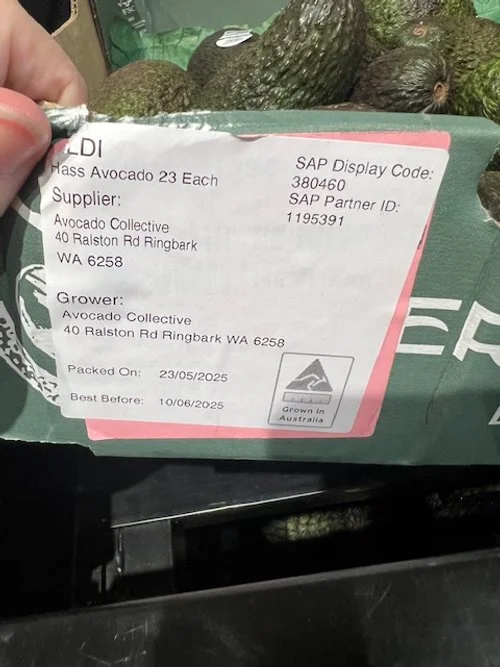 LDI
Hass Avocado 23 Each
Supplier:
Avocado Collective
40 Ralston Rd Ringbark
WA 6258
SAP Display Code:
380460
SAP Partner ID:
1195391
Grower:
Avocado Collective
40 Ralston Rd Ringbark WA 6258
Packed On: 23/05/2025
Best Before: 10/06/2025
Grown in
Australia
ER